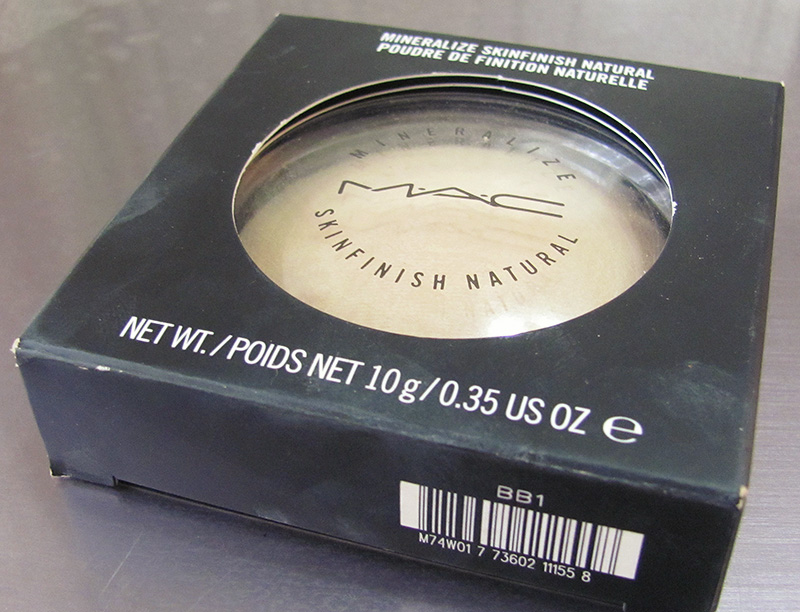 MINERALIZE SKINFINISH NATURAL
POUDRE DE FINITION NATURELLE
MINERALIZE
M·A·C
SKINFINISH NATURAL
NET WT. / POIDS NET 10 g / 0.35 US OZ ℮
BB1
M74W01 7 73602 11155 8